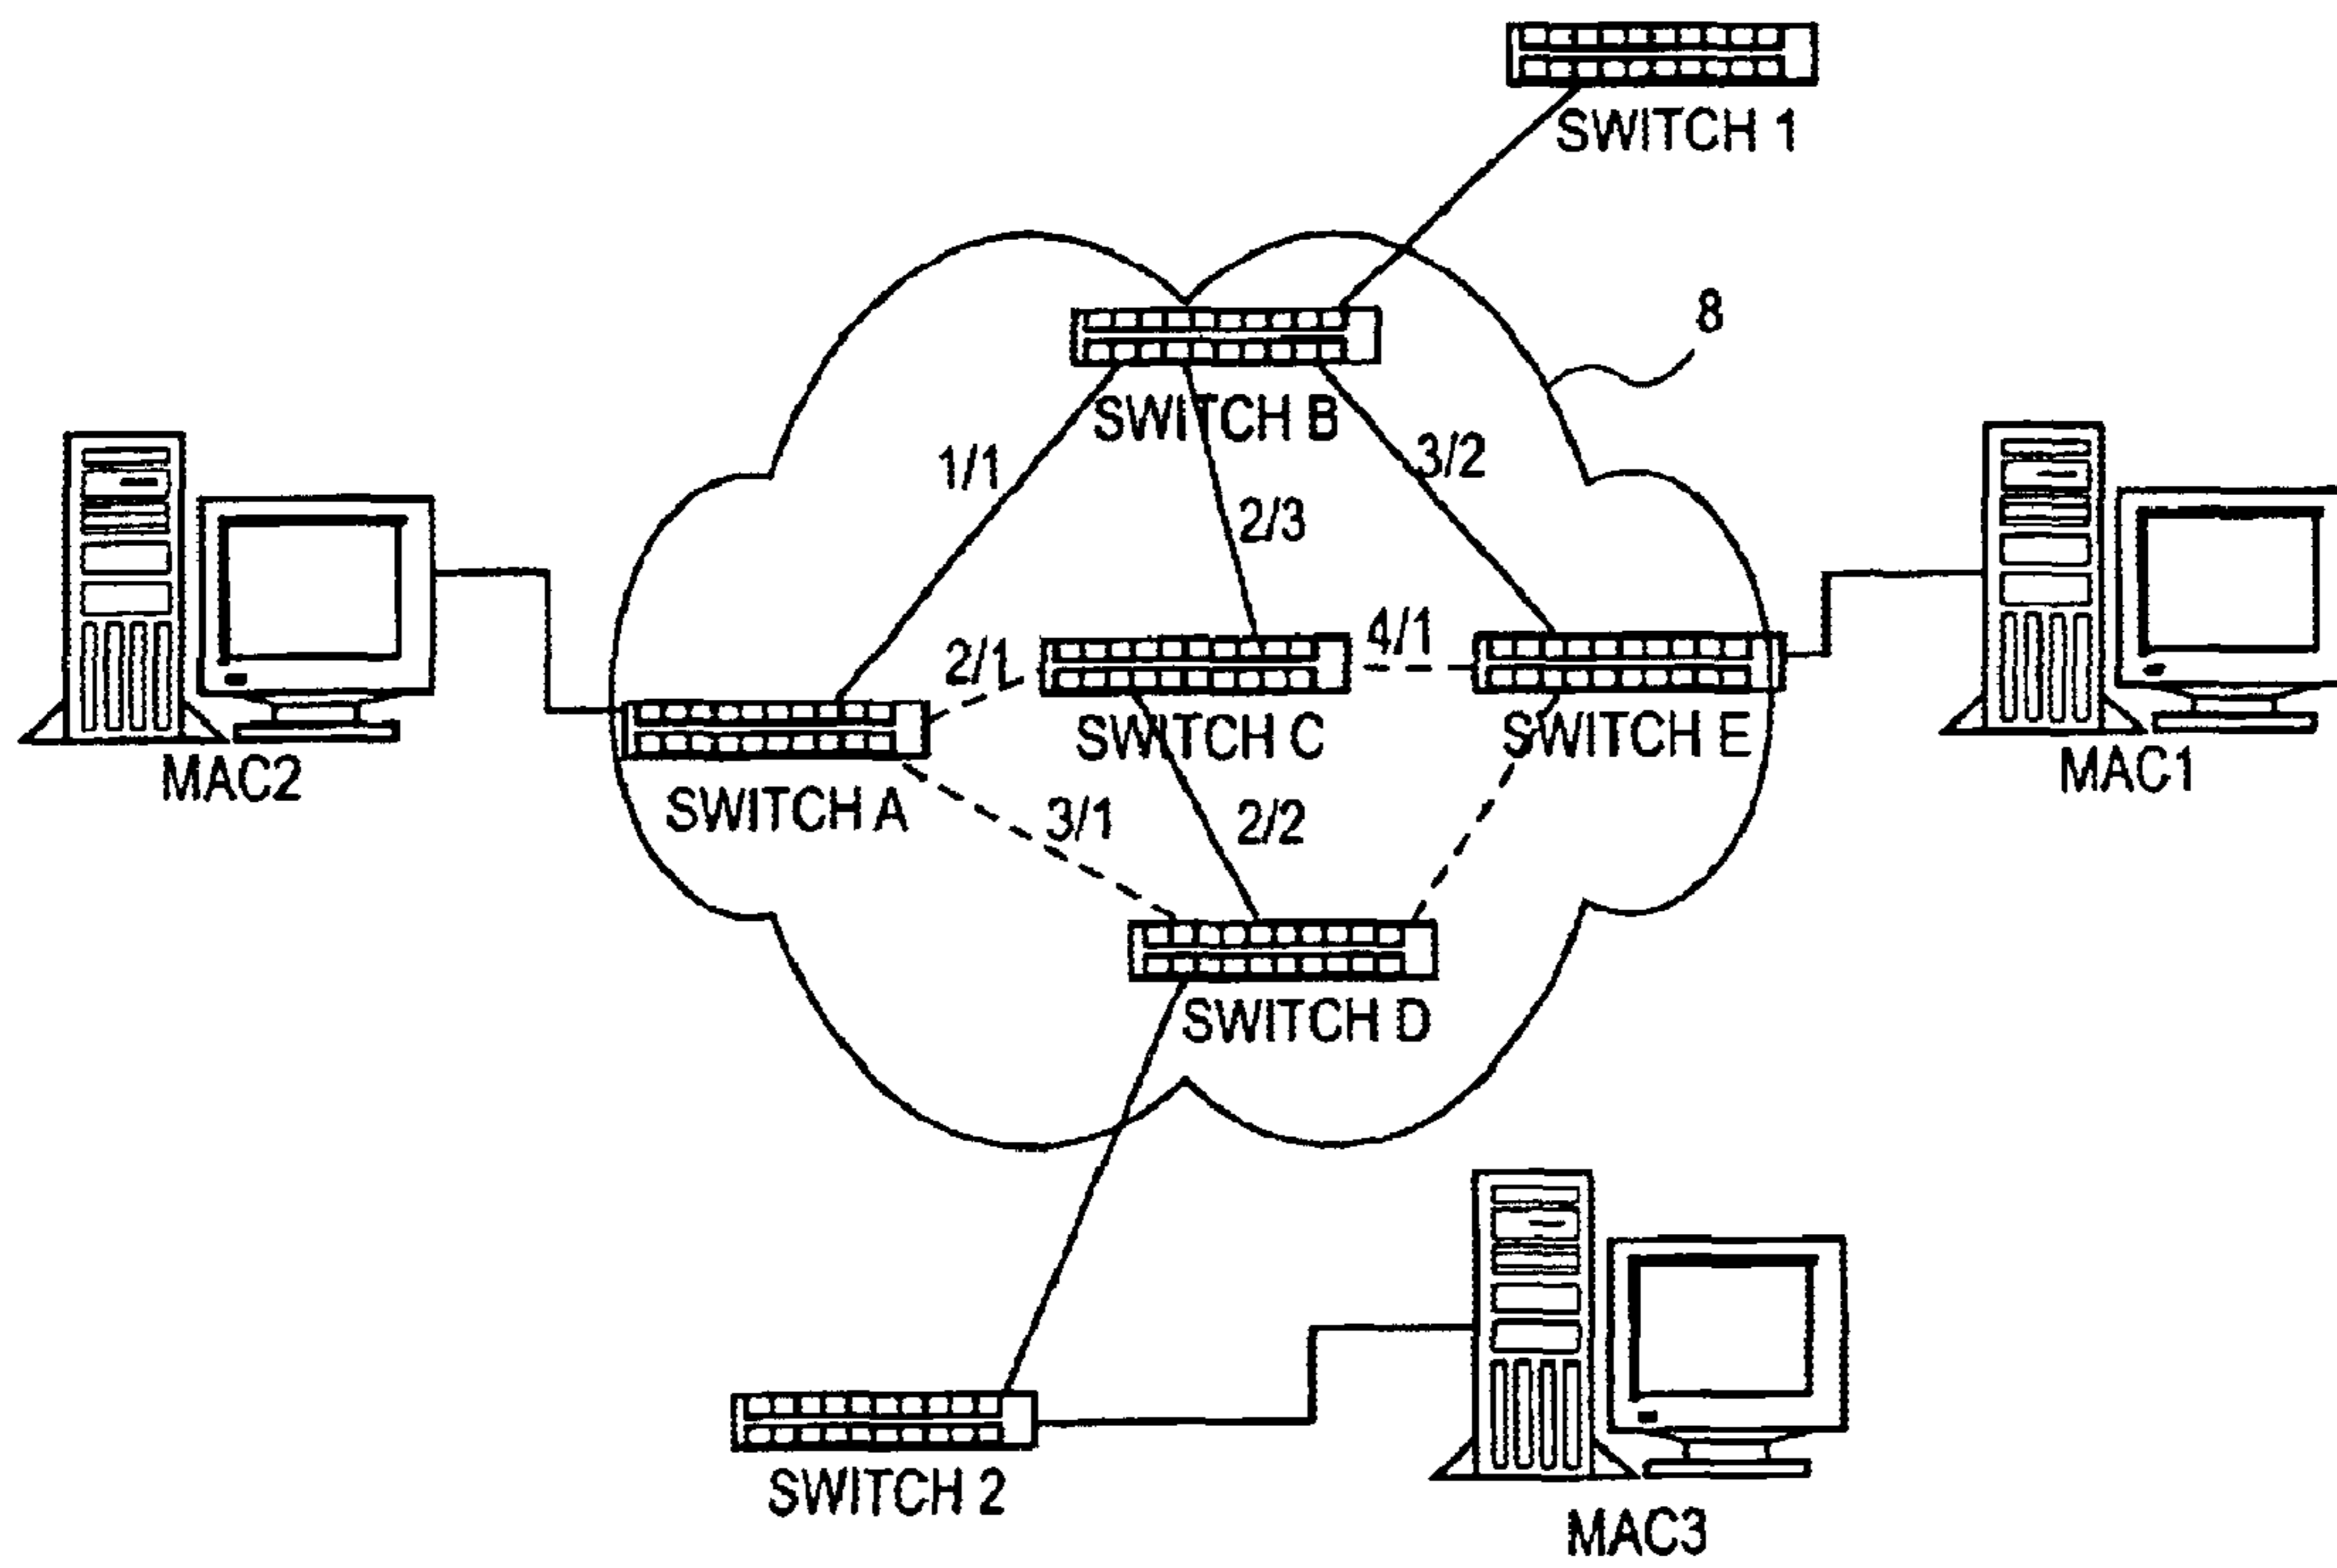 SWITCH 1
8
SWITCH B
1/1
3/2
2/3
4/1
2/1
SWITCH C
SWITCH E
MAC2
MAC1
SWITCH A
3/1
2/2
SWITCH D
SWITCH 2
MAC3